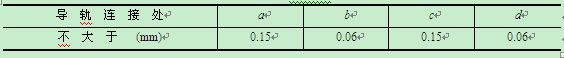 导 轨 连 接 处 a b c d
不 大 于 (mm) 0.15 0.06 0.15 0.06